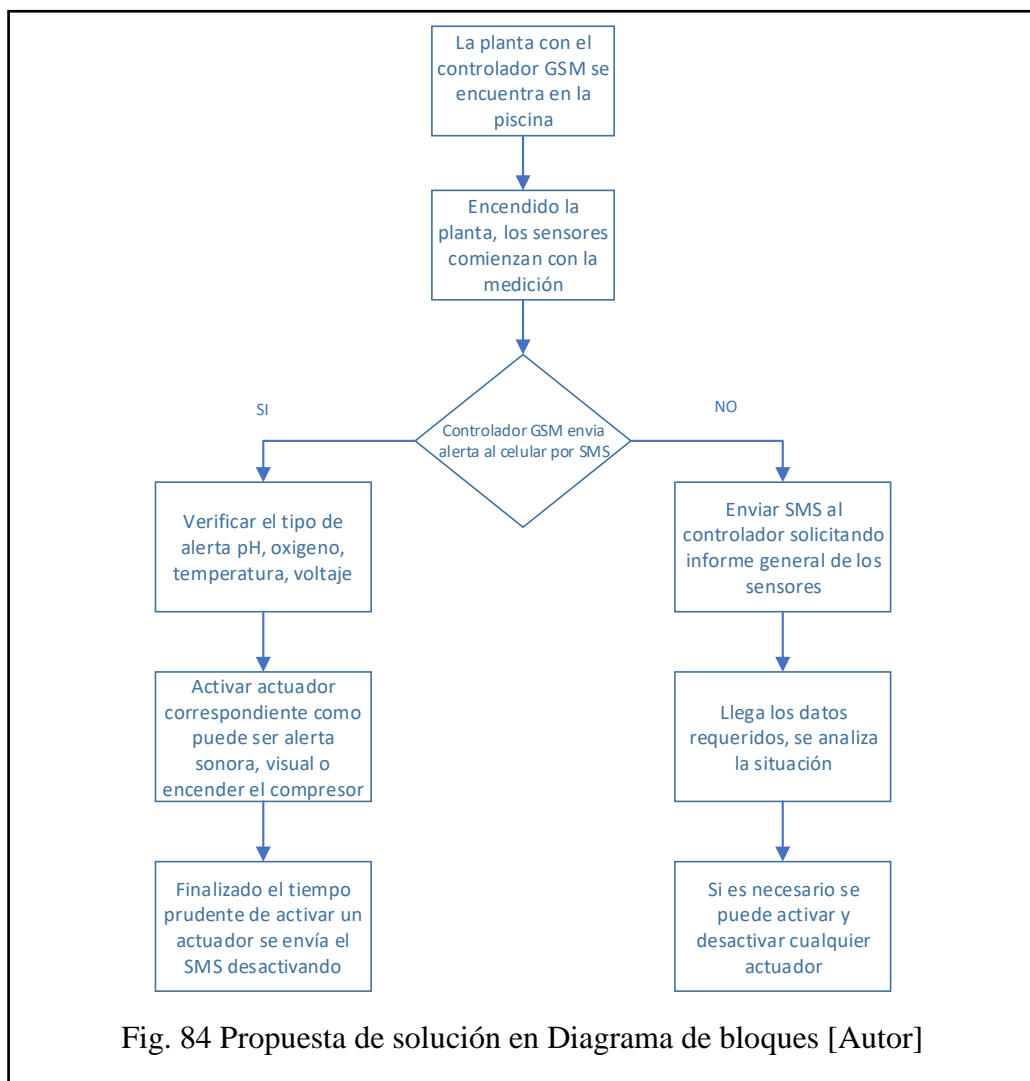 La planta con el
controlador GSM se
encuentra en la
piscina
Encendido la
planta, los sensores
comienzan con la
medición
SI
NO
Controlador GSM envia
alerta al celular por SMS
Verificar el tipo de
alerta pH, oxigeno,
temperatura, voltaje
Activar actuador
correspondiente como
puede ser alerta
sonora, visual o
encender el compresor
Finalizado el tiempo
prudente de activar un
actuador se envía el
SMS desactivando
Enviar SMS al
controlador solicitando
informe general de los
sensores
Llega los datos
requeridos, se analiza
la situación
Si es necesario se
puede activar y
desactivar cualquier
actuador
Fig. 84 Propuesta de solución en Diagrama de bloques [Autor]